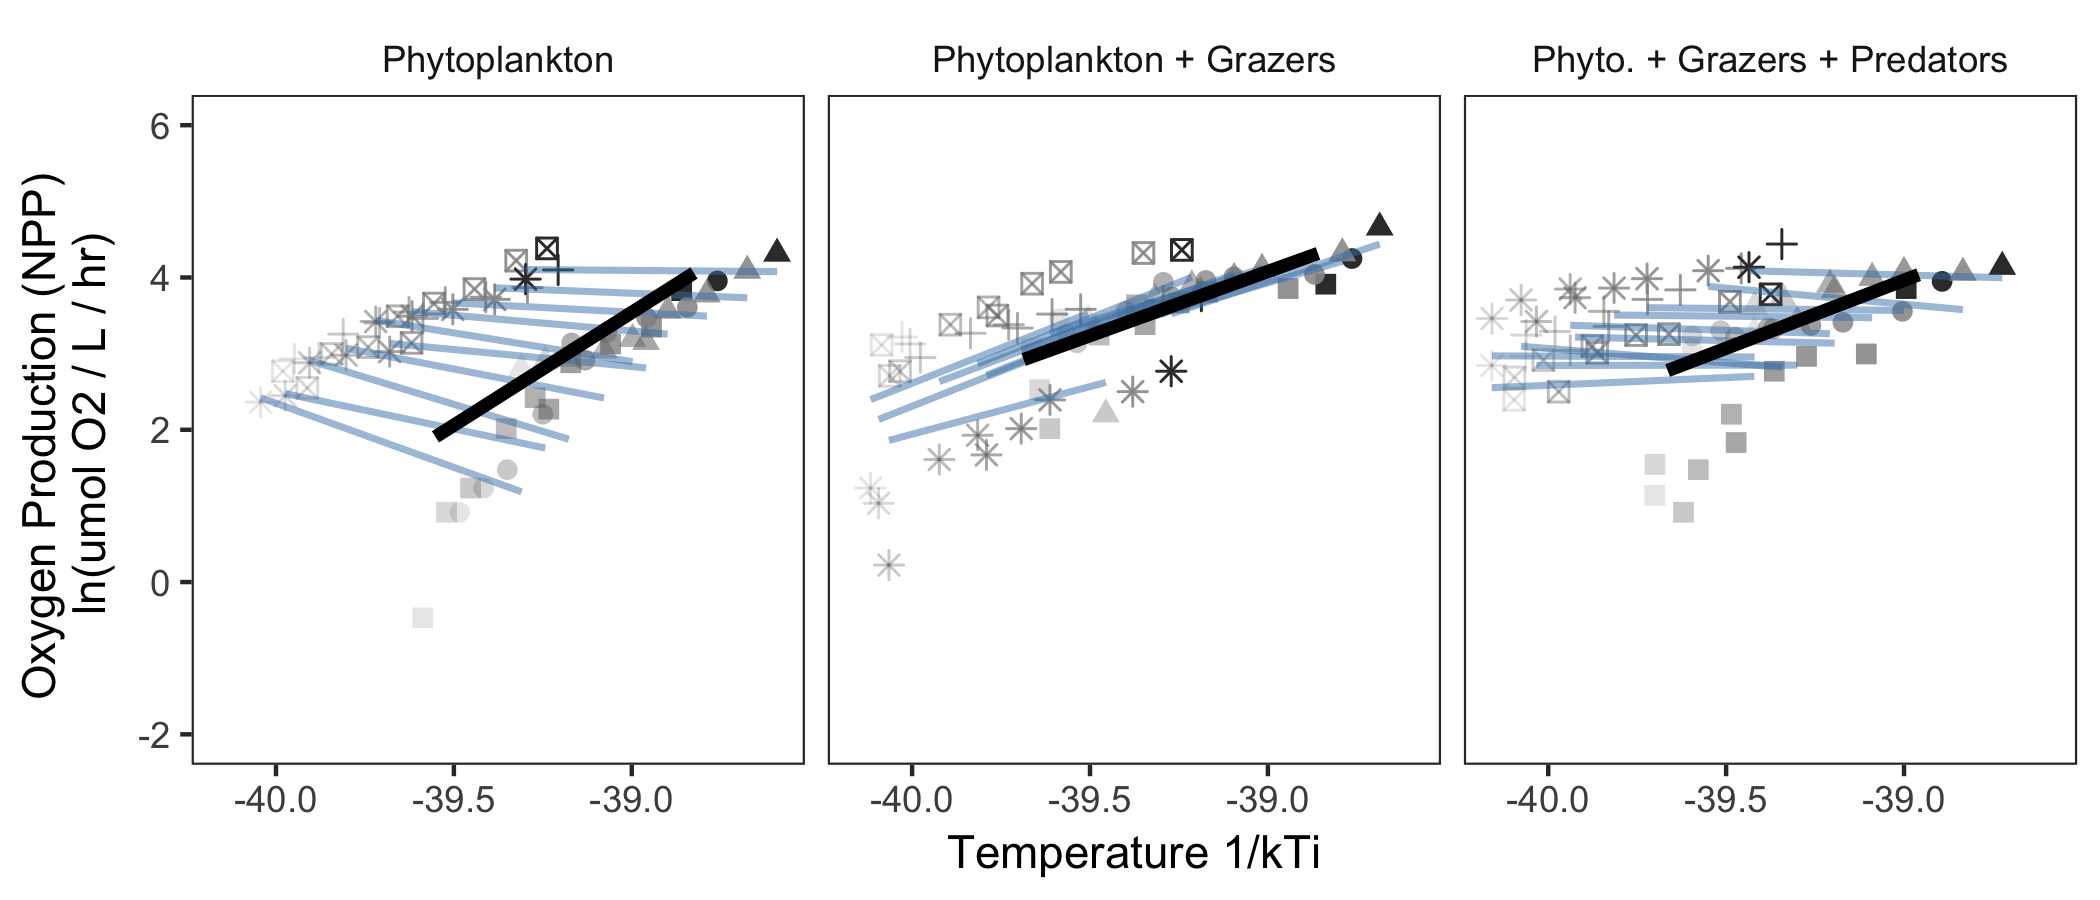 Phytoplankton
Phytoplankton + Grazers
Phyto. + Grazers + Predators
Oxygen Production (NPP)
ln(umol O2 / L / hr)
6
4
2
0
-2
-40.0
-39.5
-39.0
-40.0
-39.5
-39.0
-40.0
-39.5
-39.0
Temperature 1/kTi